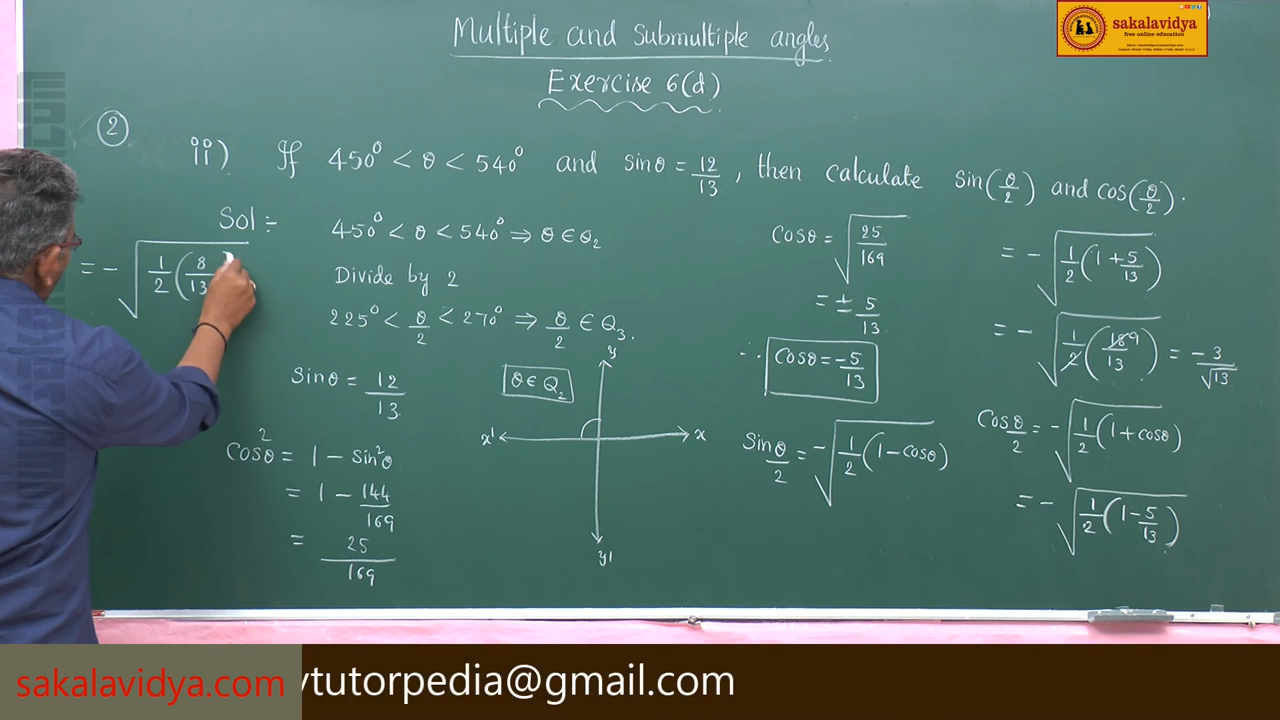 Multiple and Submultiple angles
Exercise 6(d)
sakalavidya
free online education
② ii) If 450° < θ < 540° and sinθ = 12/13, then calculate sin(θ/2) and cos(θ/2).
Sol:-
= -√(1/2(8/13)
450° < θ < 540° ⇒ θ ∈ Q₂
Divide by 2
225° < θ/2 < 270° ⇒ θ/2 ∈ Q₃.
Sinθ = 12/13
Cos²θ = 1 - sin²θ
= 1 - 144/169
= 25/169
θ ∈ Q₂
y
x'
x
y'
Cosθ = √(25/169)
= ± 5/13
∴ Cosθ = -5/13
Sin θ/2 = -√(1/2(1-cosθ))
= -√(1/2(1+5/13))
= -√(1/2(18 9/13)) = -3/√13
Cos θ/2 = -√(1/2(1+cosθ))
= -√(1/2(1-5/13))
sakalavidya.com
ytutorpedia@gmail.com